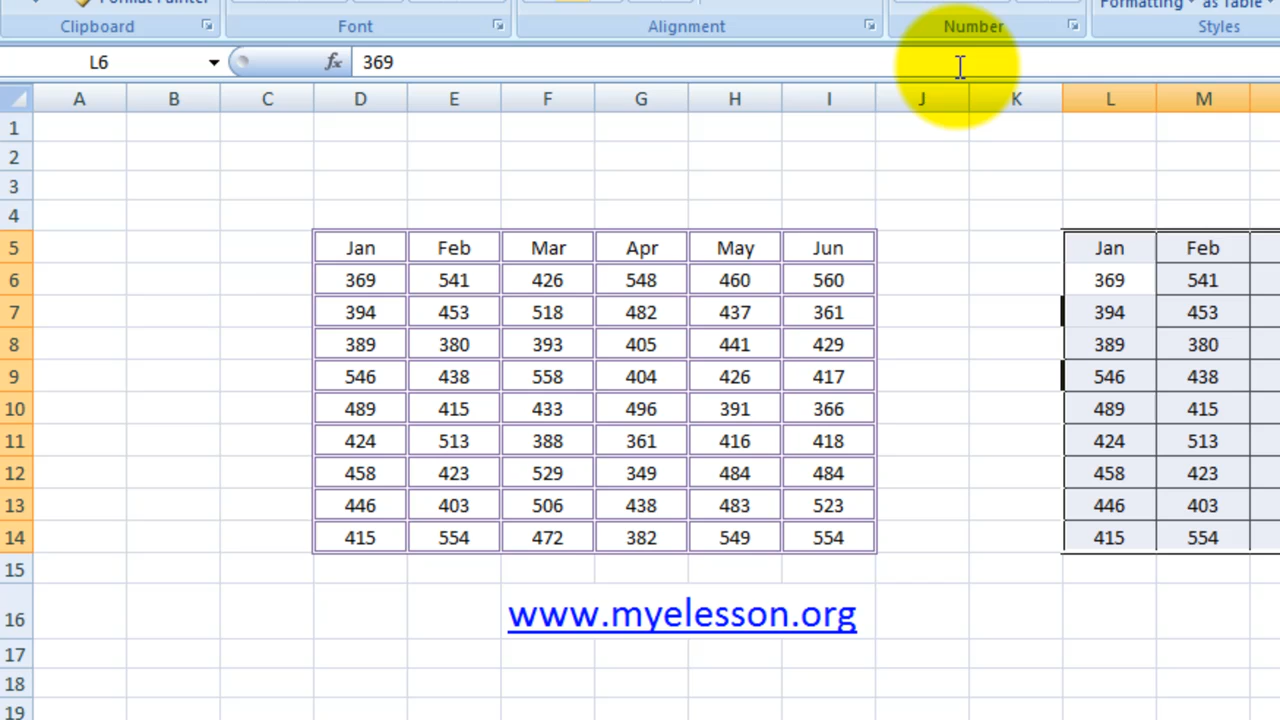 Format Painter
Formatting as Table
Clipboard Font Alignment Number Styles
L6 fx 369
A B C D E F G H I J K L M
1
2
3
4
5 Jan Feb Mar Apr May Jun Jan Feb
6 369 541 426 548 460 560 369 541
7 394 453 518 482 437 361 394 453
8 389 380 393 405 441 429 389 380
9 546 438 558 404 426 417 546 438
10 489 415 433 496 391 366 489 415
11 424 513 388 361 416 418 424 513
12 458 423 529 349 484 484 458 423
13 446 403 506 438 483 523 446 403
14 415 554 472 382 549 554 415 554
15
16 www.myelesson.org
17
18
19